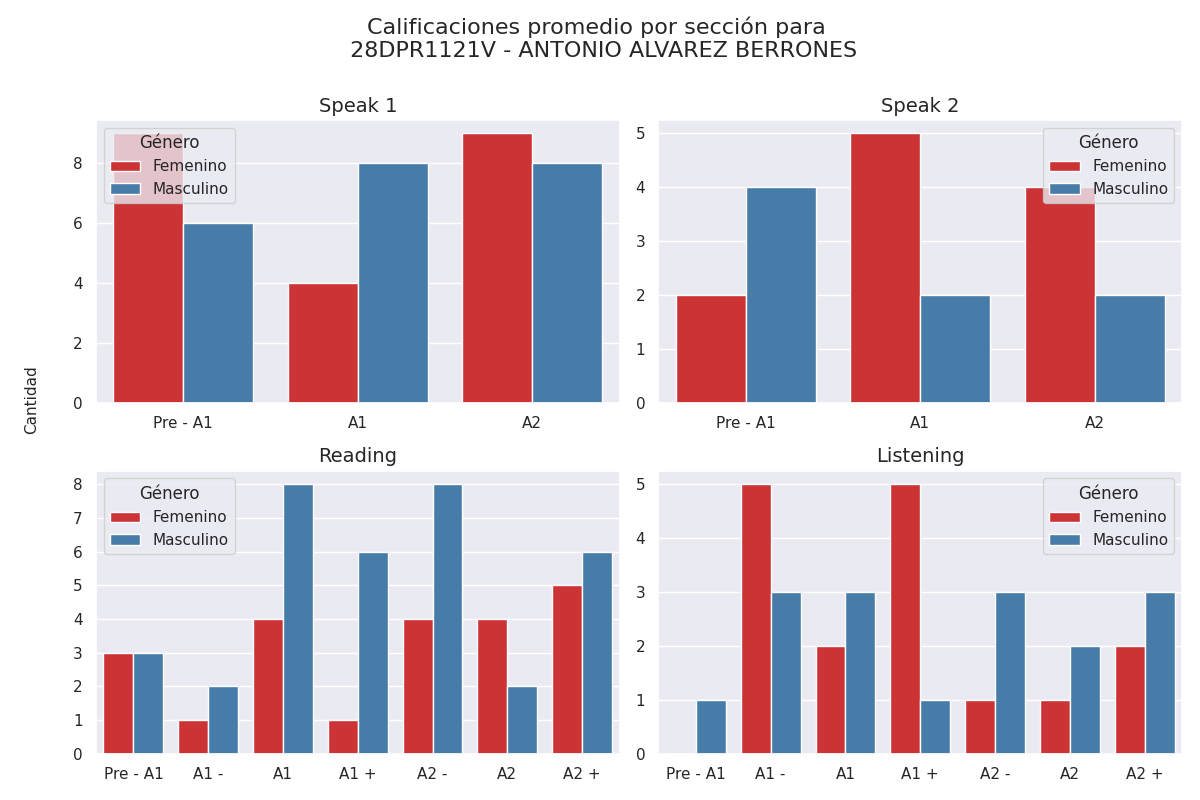 Calificaciones promedio por sección para
28DPR1121V - ANTONIO ALVAREZ BERRONES
Cantidad
Speak 1
Género
Femenino
Masculino
8
6
4
2
0
Pre - A1 A1 A2
Speak 2
Género
Femenino
Masculino
5
4
3
2
1
0
Pre - A1 A1 A2
Reading
Género
Femenino
Masculino
8
7
6
5
4
3
2
1
0
Pre - A1 A1 - A1 A1 + A2 - A2 A2 +
Listening
Género
Femenino
Masculino
5
4
3
2
1
0
Pre - A1 A1 - A1 A1 + A2 - A2 A2 +